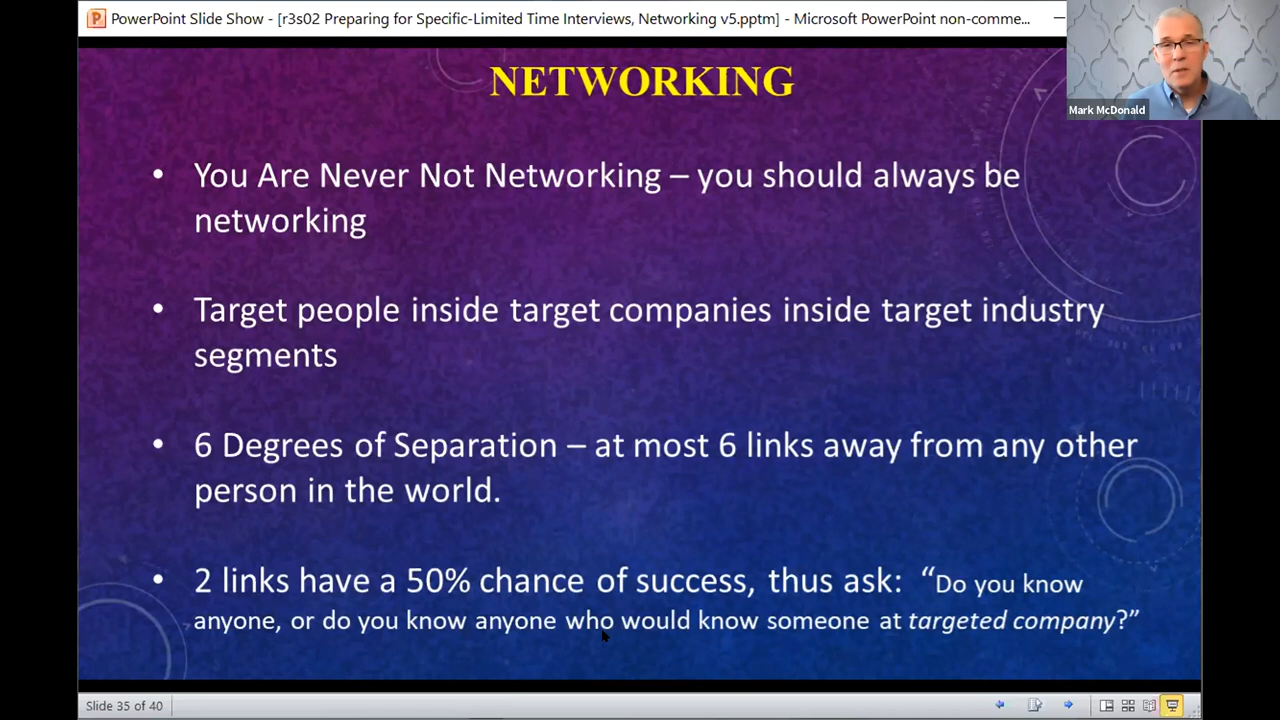 PowerPoint Slide Show - [r3s02 Preparing for Specific-Limited Time Interviews, Networking v5.pptm] - Microsoft PowerPoint non-comme...
Mark McDonald
NETWORKING
• You Are Never Not Networking – you should always be
networking
• Target people inside target companies inside target industry
segments
• 6 Degrees of Separation – at most 6 links away from any other
person in the world.
• 2 links have a 50% chance of success, thus ask: “Do you know
anyone, or do you know anyone who would know someone at targeted company?”
Slide 35 of 40